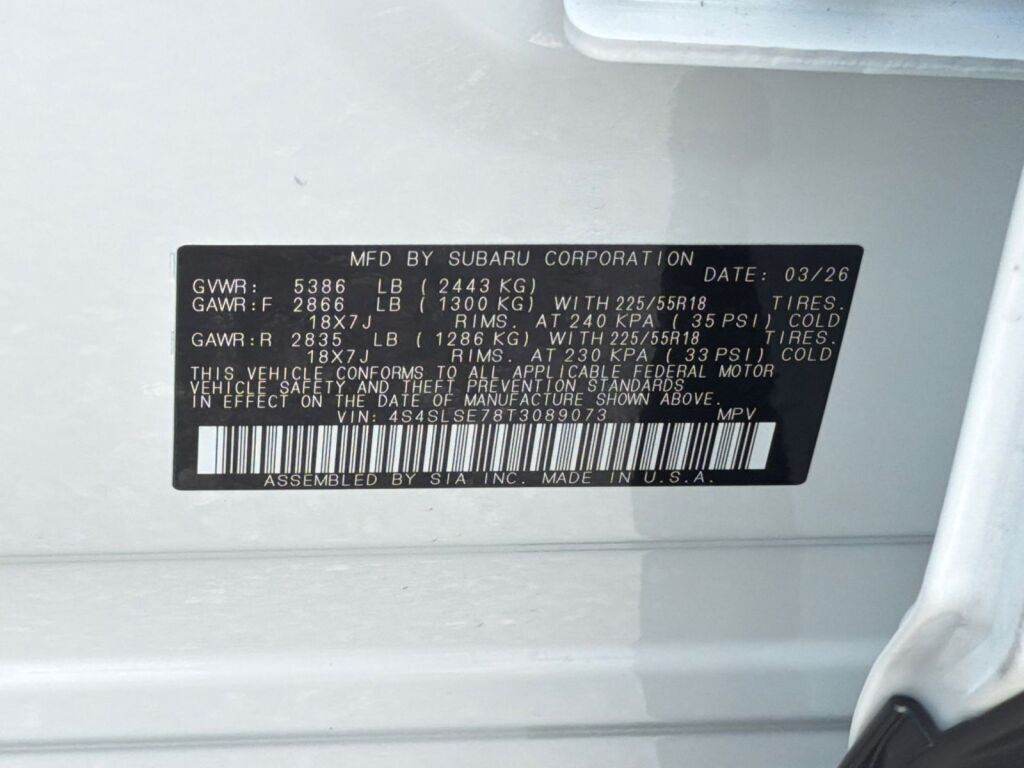 MFD BY SUBARU CORPORATION
DATE: 03/26
GVWR: 5386 LB ( 2443 KG)
GAWR:F 2866 LB ( 1300 KG) WITH 225/55R18 TIRES.
18X7J RIMS. AT 240 KPA ( 35 PSI) COLD
GAWR:R 2835 LB ( 1286 KG) WITH 225/55R18 TIRES.
18X7J RIMS. AT 230 KPA ( 33 PSI) COLD
THIS VEHICLE CONFORMS TO ALL APPLICABLE FEDERAL MOTOR
VEHICLE SAFETY AND THEFT PREVENTION STANDARDS
IN EFFECT ON THE DATE OF MANUFACTURE SHOWN ABOVE.
VIN: 4S4SLSE78T3089073 MPV
ASSEMBLED BY SIA INC. MADE IN U.S.A.